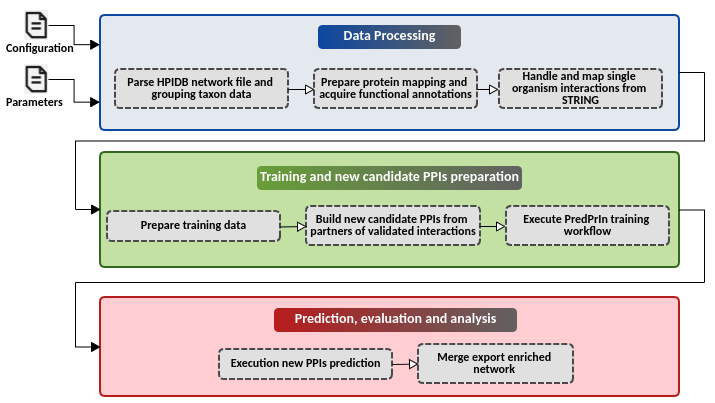 Configuration
Parameters
Data Processing
Parse HPIDB network file and
grouping taxon data
Prepare protein mapping and
acquire functional annotations
Handle and map single
organism interactions from
STRING
Training and new candidate PPIs preparation
Prepare training data
Build new candidate PPIs from
partners of validated interactions
Execute PredPrIn training
workflow
Prediction, evaluation and analysis
Execution new PPIs prediction
Merge export enriched
network